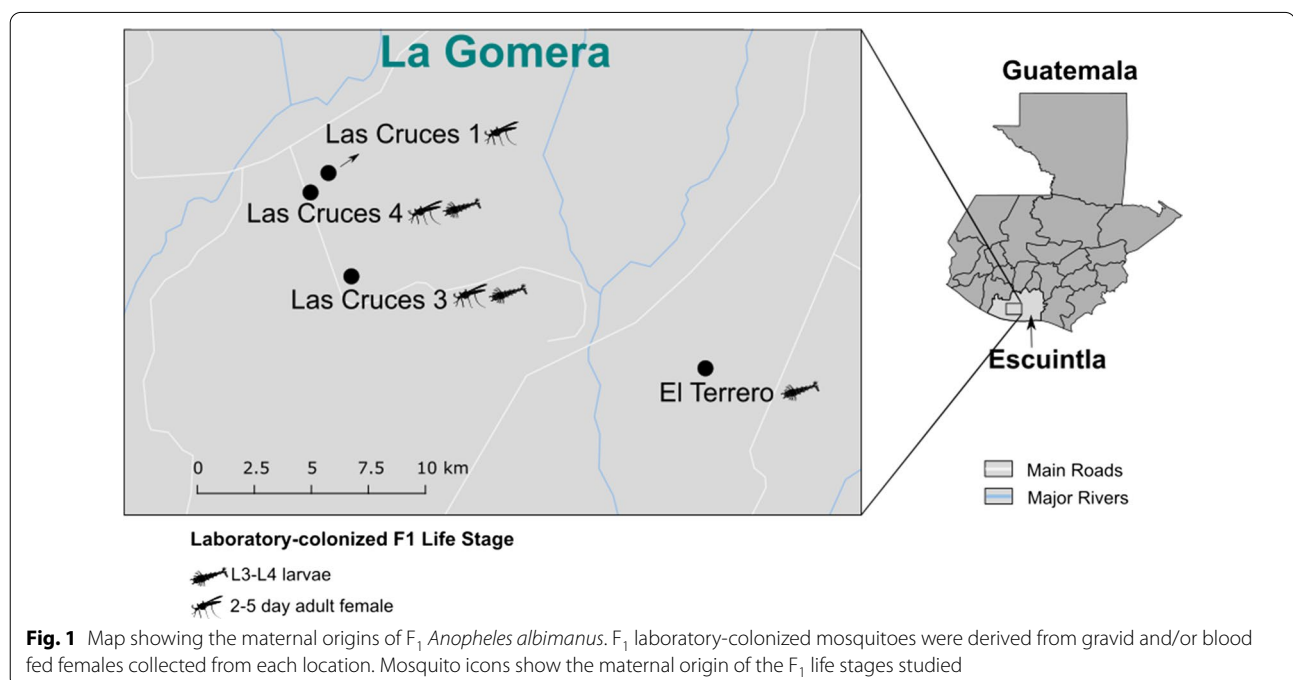 La Gomera
Guatemala
Las Cruces 1
Las Cruces 4
Las Cruces 3
El Terrero
Escuintla
0 2.5 5 7.5 10 km
Main Roads
Major Rivers
Laboratory-colonized F1 Life Stage
L3-L4 larvae
2-5 day adult female
Fig. 1 Map showing the maternal origins of F₁ Anopheles albimanus. F₁ laboratory-colonized mosquitoes were derived from gravid and/or blood
fed females collected from each location. Mosquito icons show the maternal origin of the F₁ life stages studied